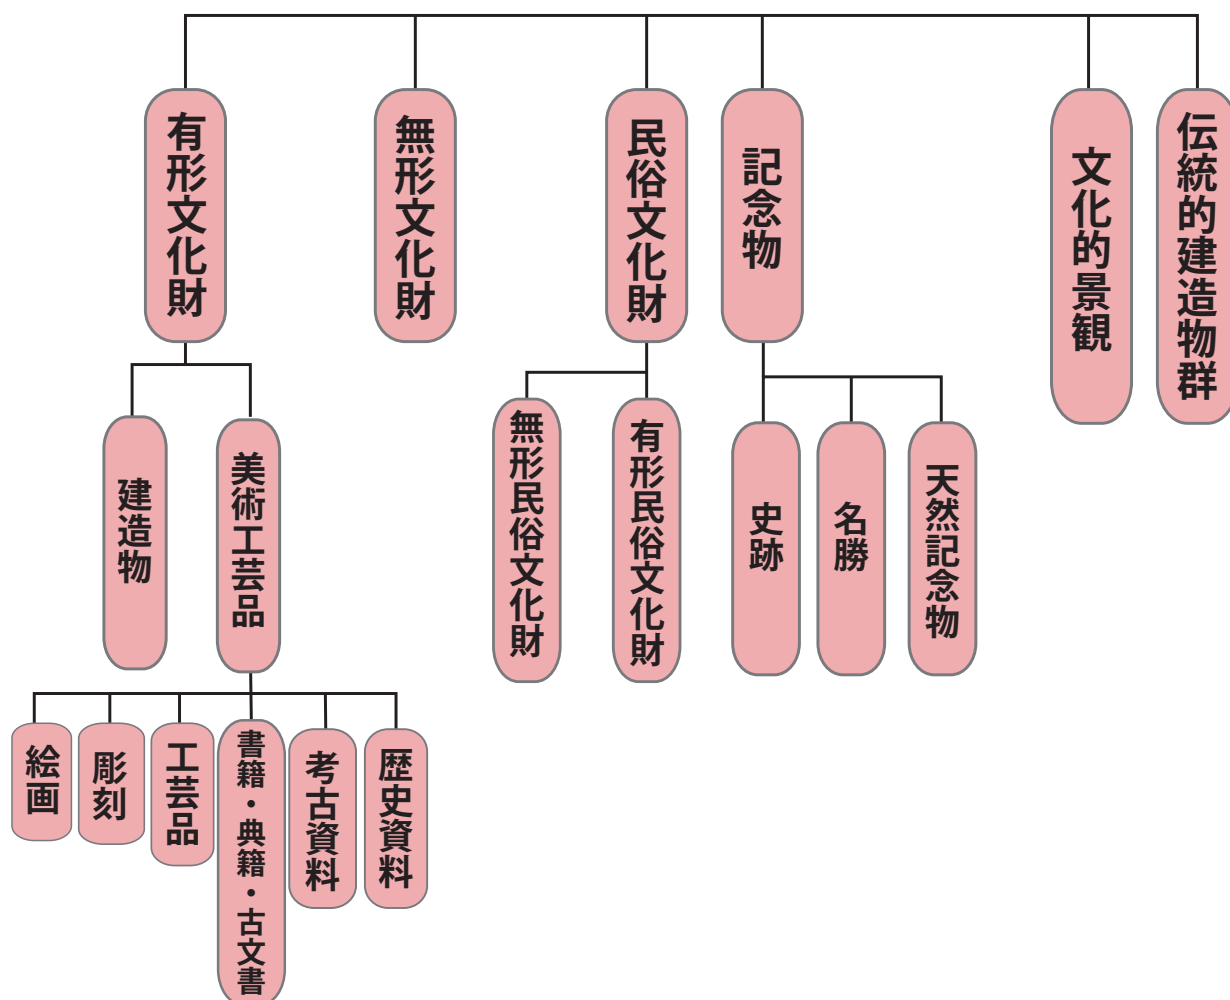 有形文化財
無形文化財
民俗文化財
記念物
文化的景観
伝統的建造物群
建造物
美術工芸品
無形民俗文化財
有形民俗文化財
史跡
名勝
天然記念物
絵画
彫刻
工芸品
書籍・典籍・古文書
考古資料
歴史資料